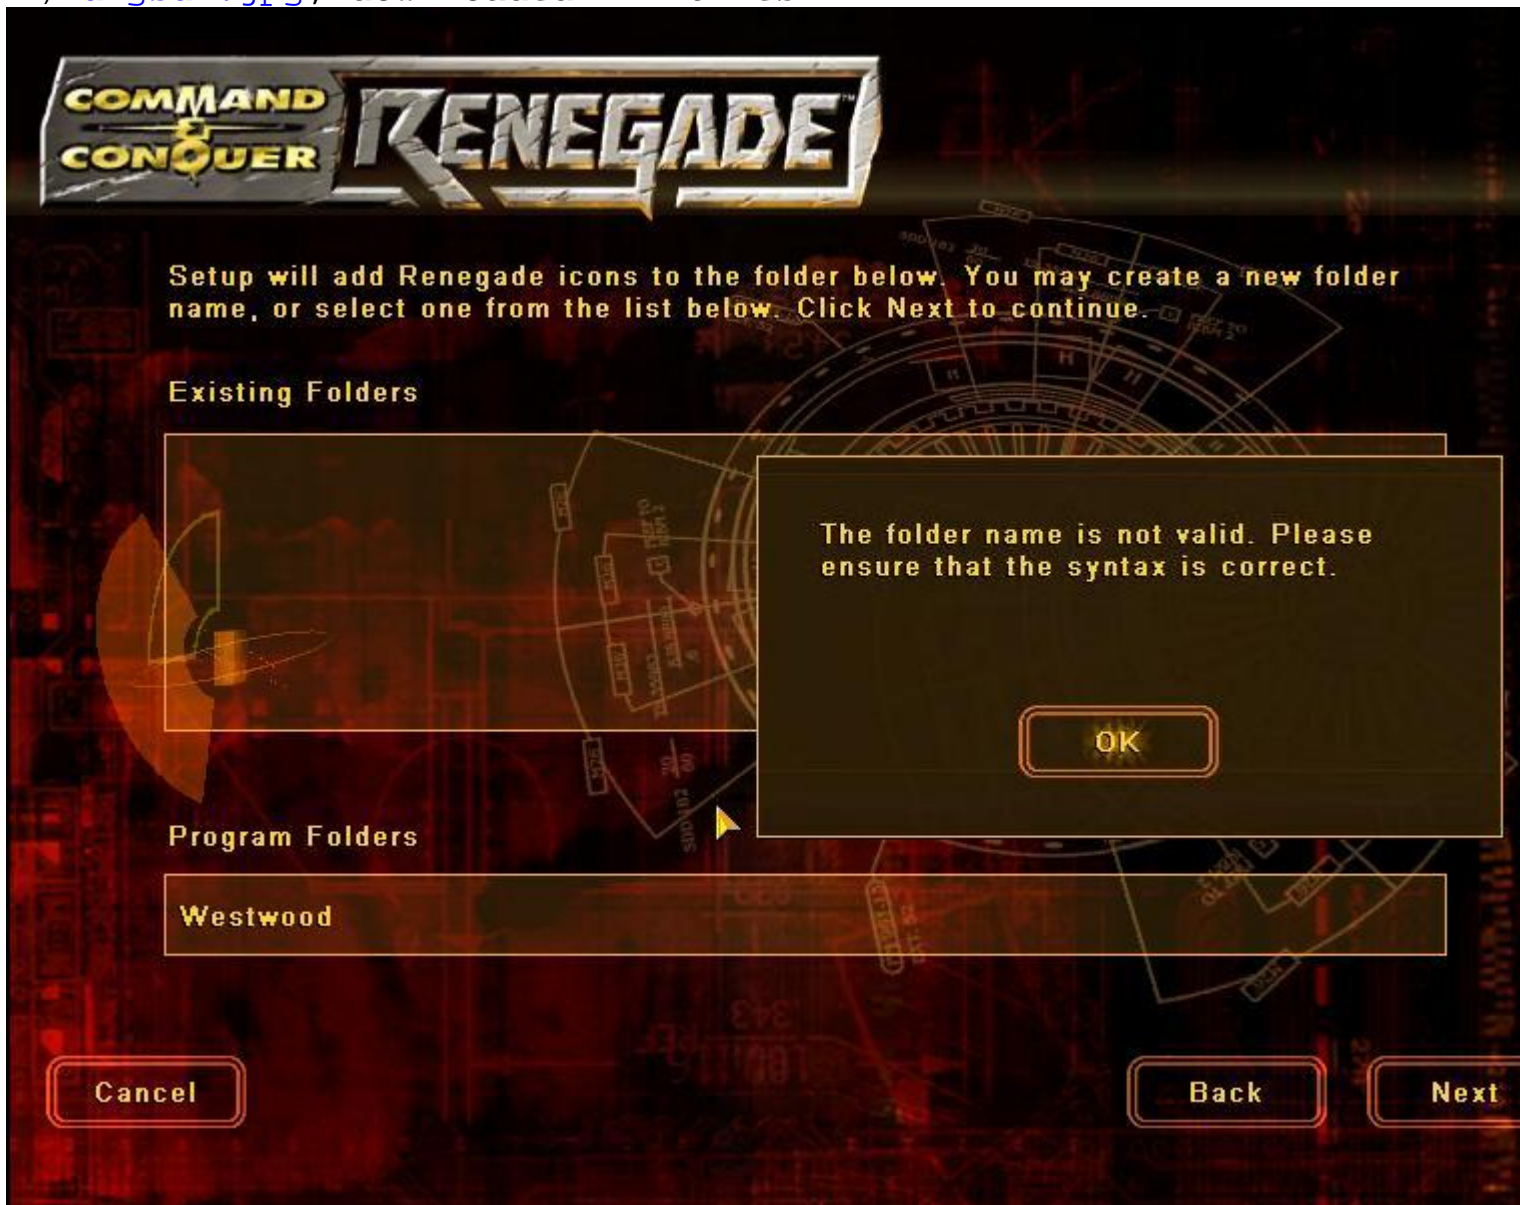 COMMAND
&
CONQUER
RENEGADE™
Setup will add Renegade icons to the folder below. You may create a new folder
name, or select one from the list below. Click Next to continue.
Existing Folders
The folder name is not valid. Please
ensure that the syntax is correct.
OK
Program Folders
Westwood
Cancel
Back
Next